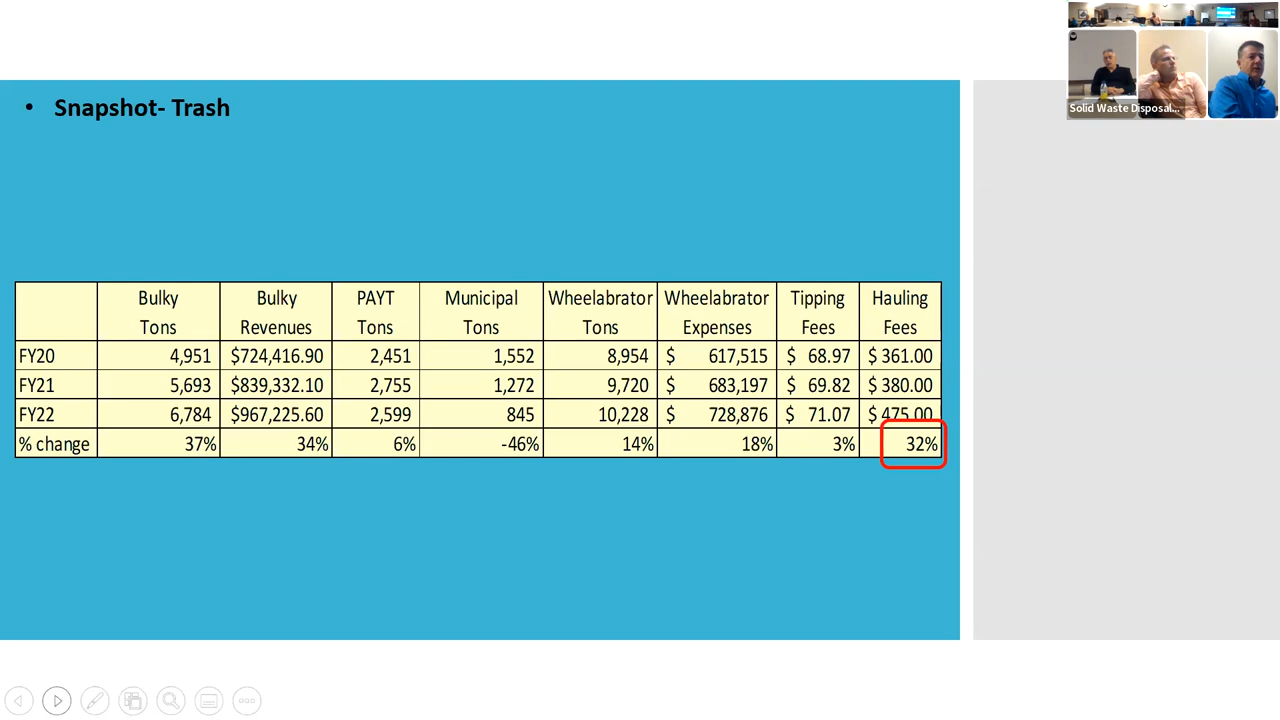 Solid Waste Disposal...
• Snapshot- Trash
Bulky Tons Bulky Revenues PAYT Tons Municipal Tons Wheelabrator Tons Wheelabrator Expenses Tipping Fees Hauling Fees
FY20 4,951 $724,416.90 2,451 1,552 8,954 $ 617,515 $ 68.97 $ 361.00
FY21 5,693 $839,332.10 2,755 1,272 9,720 $ 683,197 $ 69.82 $ 380.00
FY22 6,784 $967,225.60 2,599 845 10,228 $ 728,876 $ 71.07 $ 475.00
% change 37% 34% 6% -46% 14% 18% 3% 32%